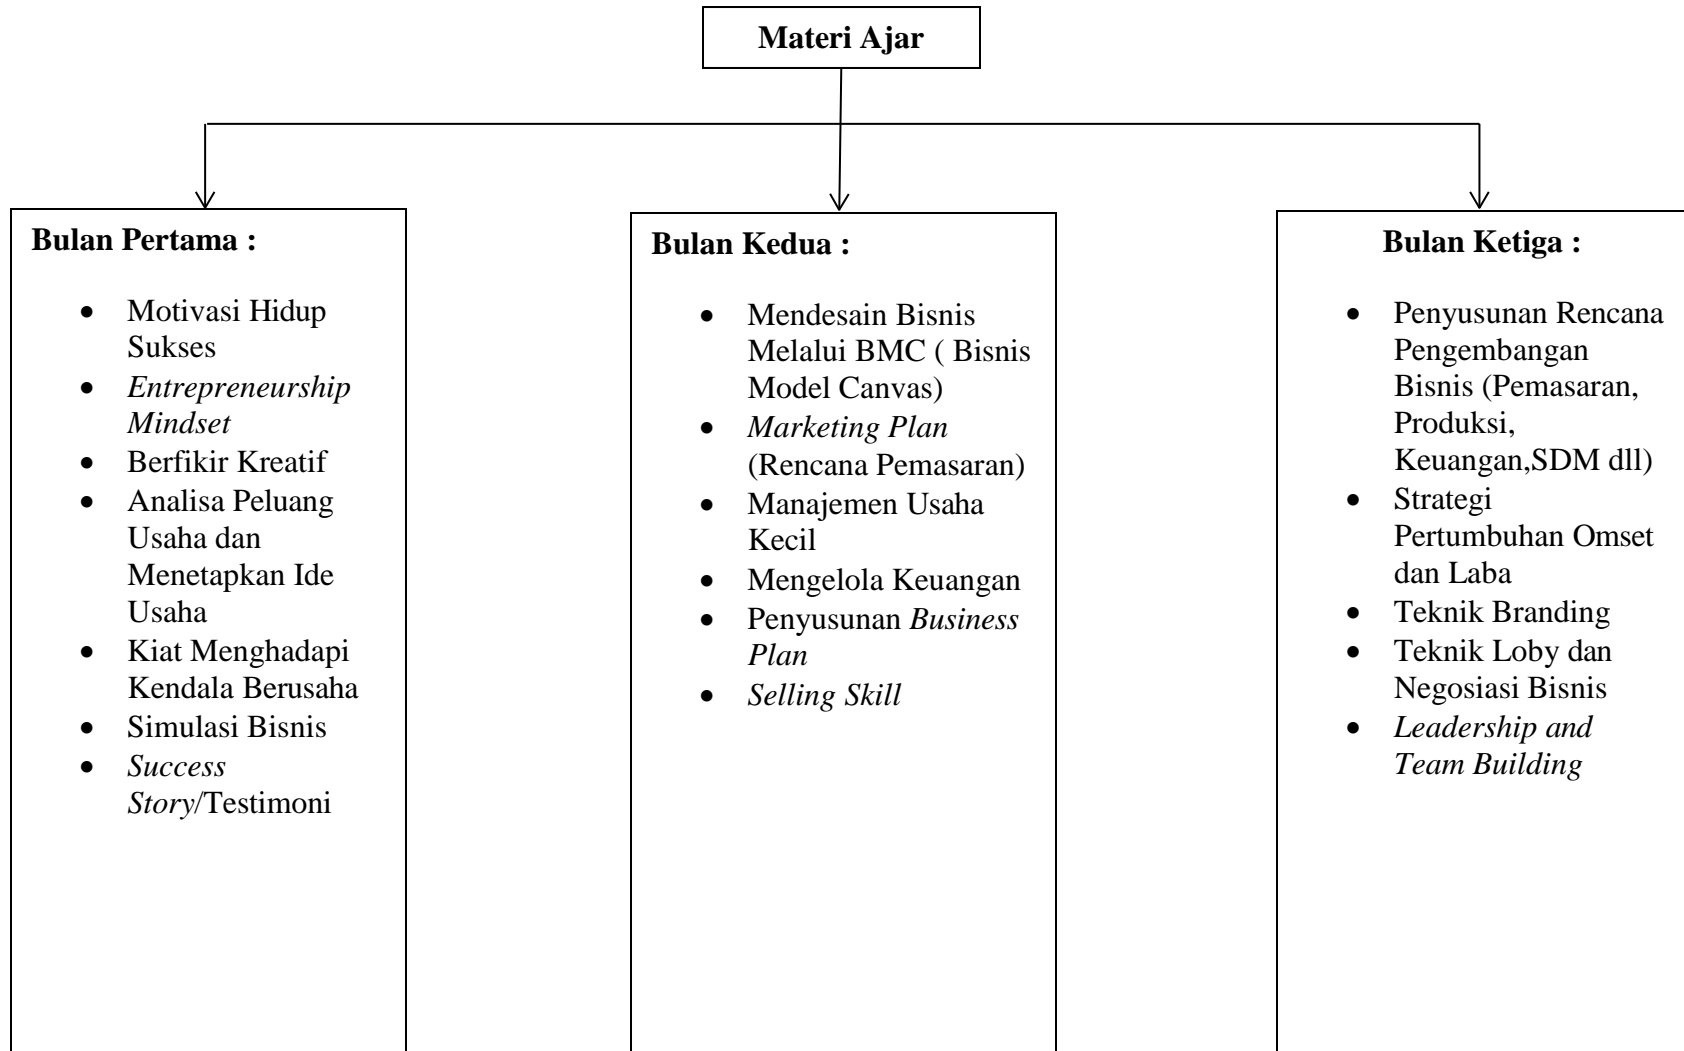 Materi Ajar
Bulan Pertama :
• Motivasi Hidup
Sukses
• Entrepreneurship
Mindset
• Berfikir Kreatif
• Analisa Peluang
Usaha dan
Menetapkan Ide
Usaha
• Kiat Menghadapi
Kendala Berusaha
• Simulasi Bisnis
• Success
Story/Testimoni
Bulan Kedua :
• Mendesain Bisnis
Melalui BMC ( Bisnis
Model Canvas)
• Marketing Plan
(Rencana Pemasaran)
• Manajemen Usaha
Kecil
• Mengelola Keuangan
• Penyusunan Business
Plan
• Selling Skill
Bulan Ketiga :
• Penyusunan Rencana
Pengembangan
Bisnis (Pemasaran,
Produksi,
Keuangan,SDM dll)
• Strategi
Pertumbuhan Omset
dan Laba
• Teknik Branding
• Teknik Loby dan
Negosiasi Bisnis
• Leadership and
Team Building